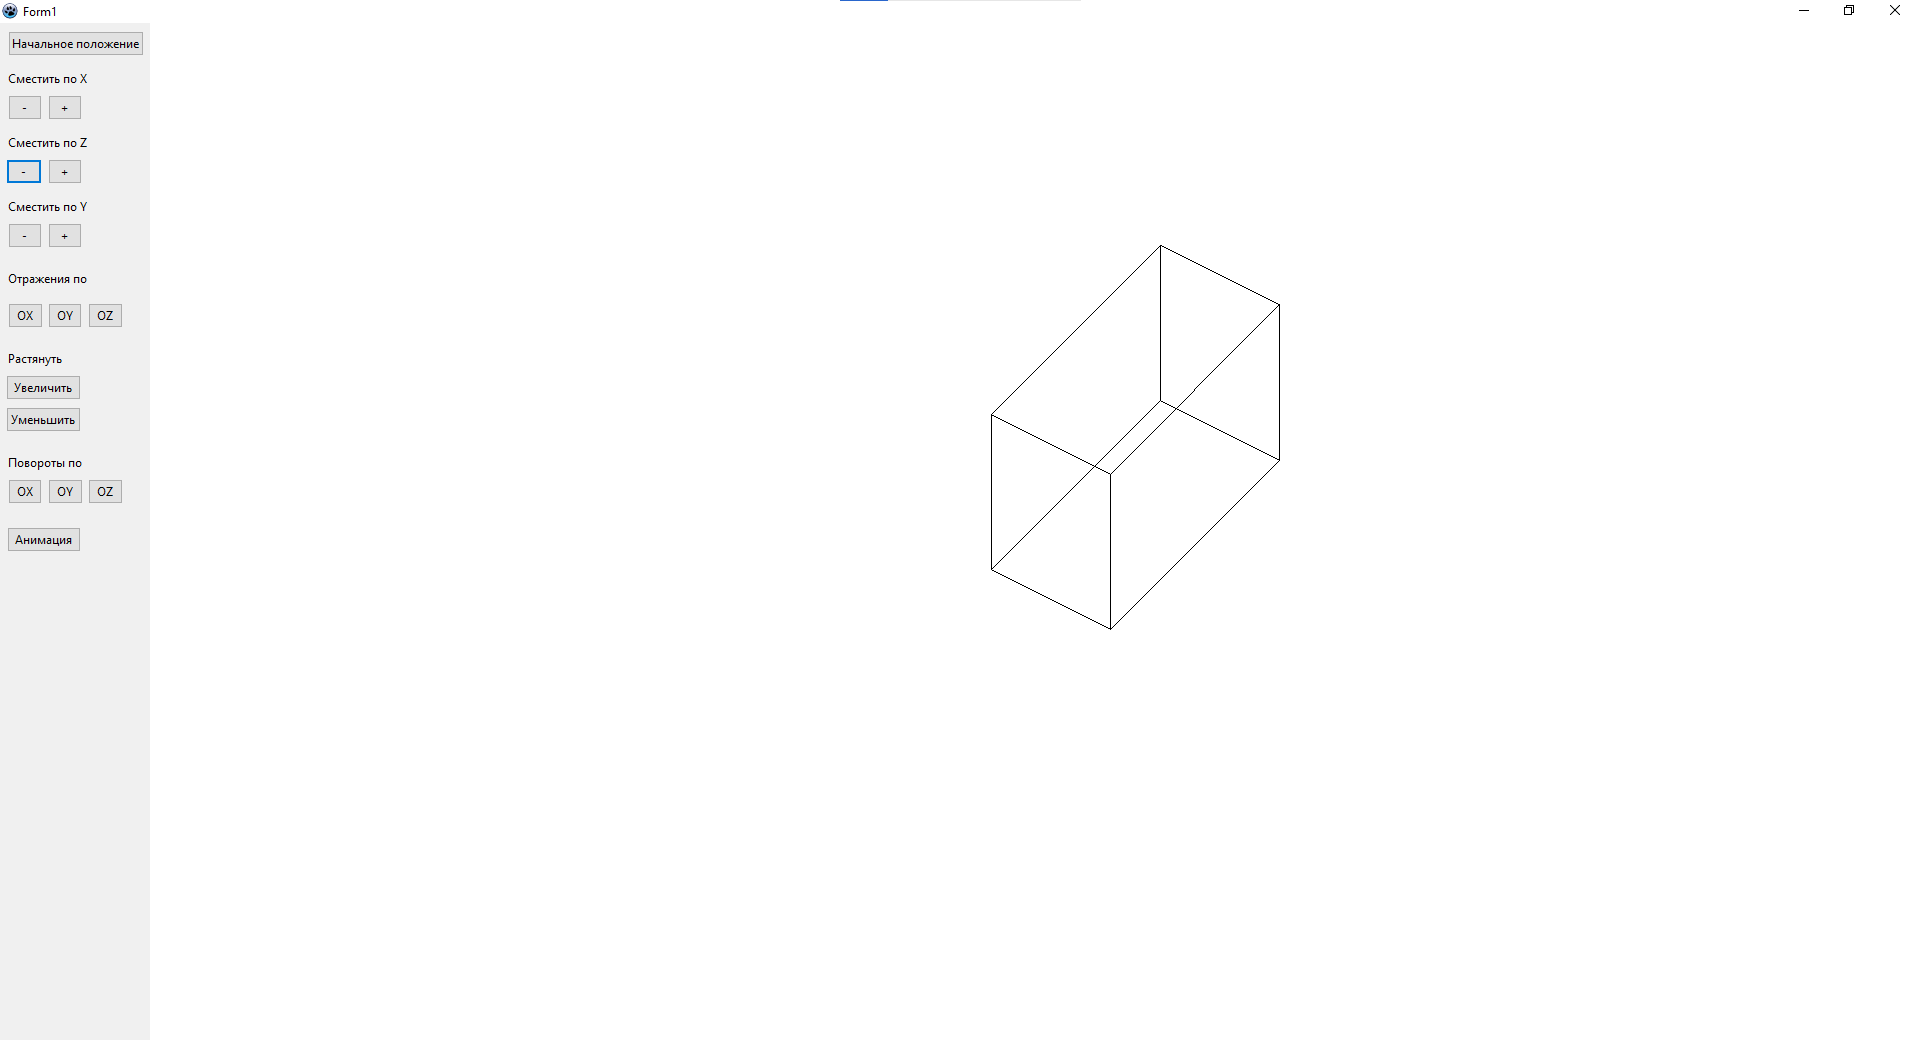 Form1
Начальное положение
Сместить по X
- +
Сместить по Z
- +
Сместить по Y
- +
Отражения по
OX OY OZ
Растянуть
Увеличить
Уменьшить
Повороты по
OX OY OZ
Анимация